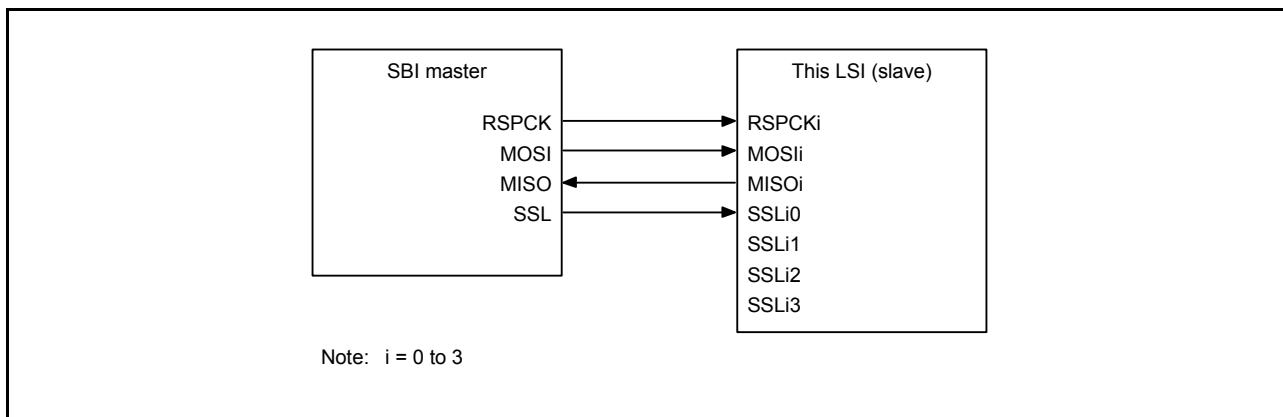 SBI master
RSPCK
MOSI
MISO
SSL
This LSI (slave)
RSPCKi
MOSIi
MISOi
SSLi0
SSLi1
SSLi2
SSLi3
Note: i = 0 to 3